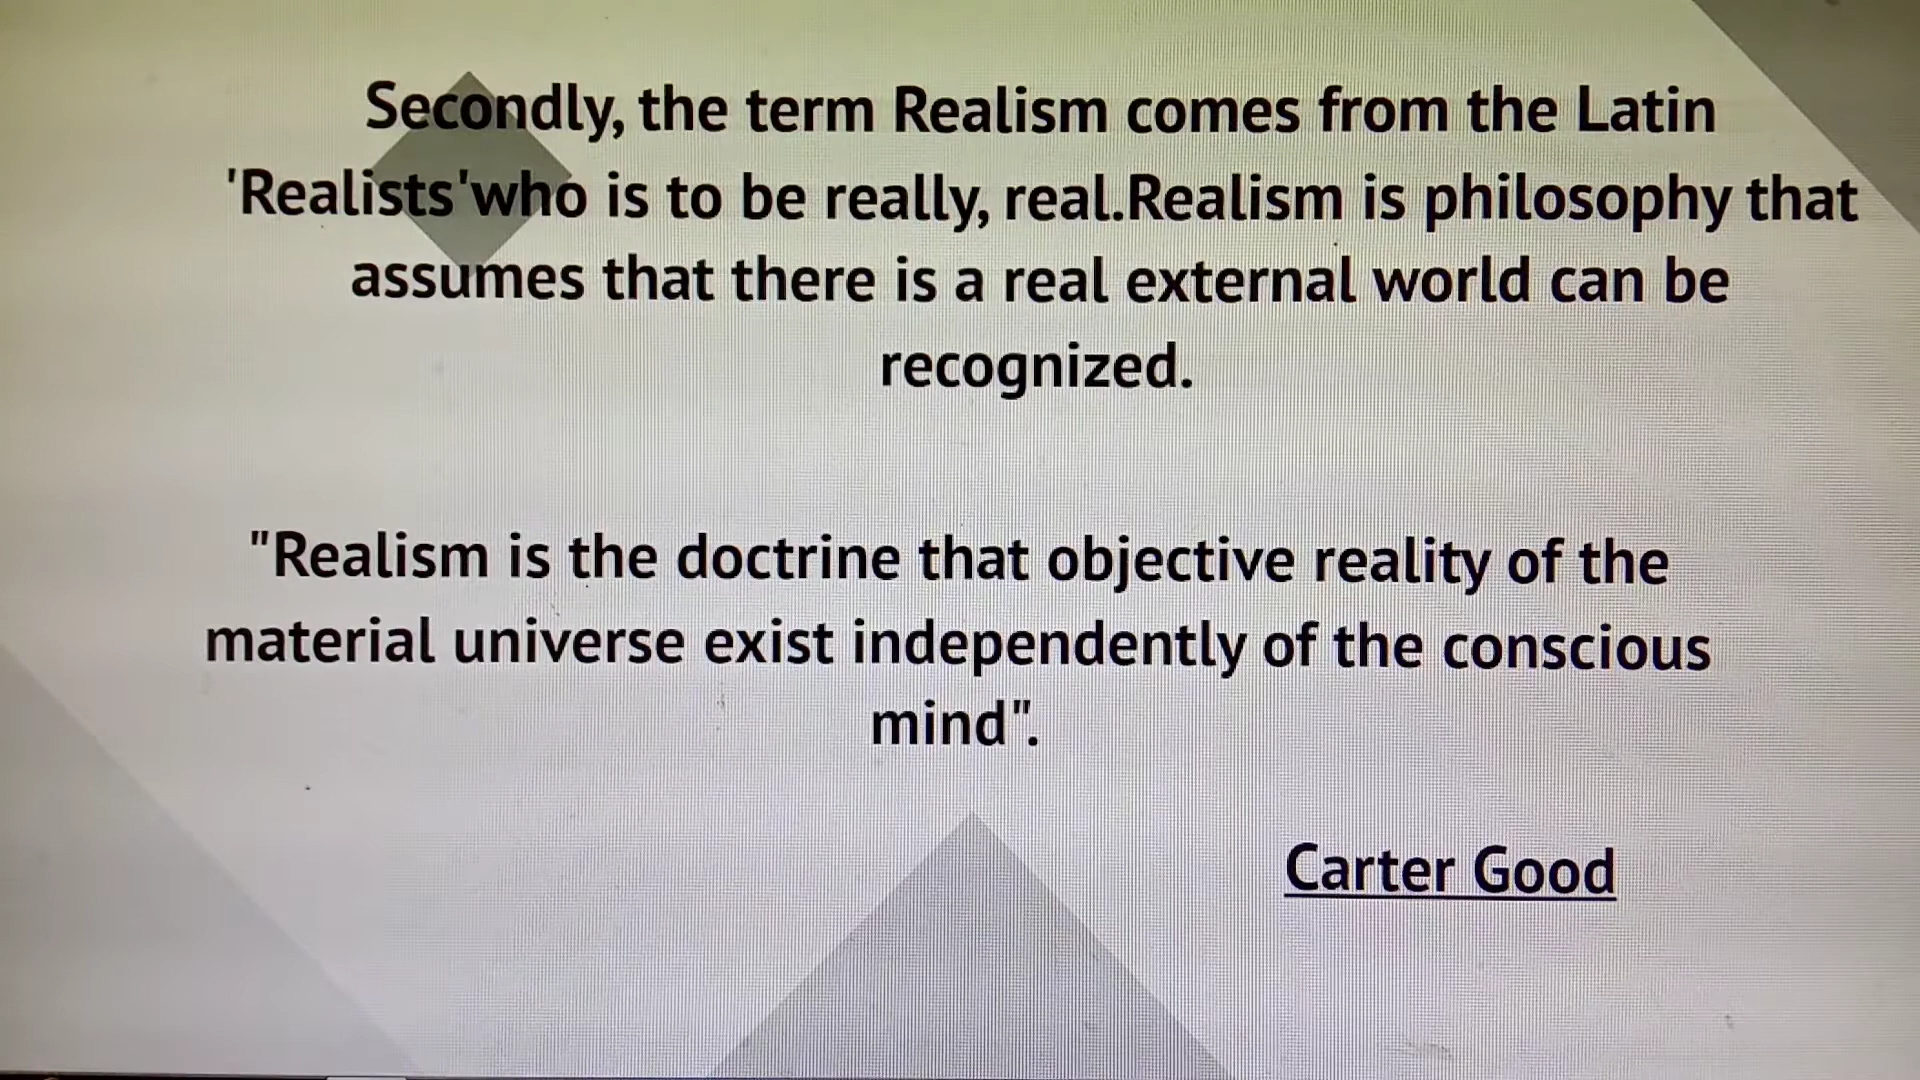 Secondly, the term Realism comes from the Latin
'Realists'who is to be really, real.Realism is philosophy that
assumes that there is a real external world can be
recognized.
"Realism is the doctrine that objective reality of the
material universe exist independently of the conscious
mind".
Carter Good